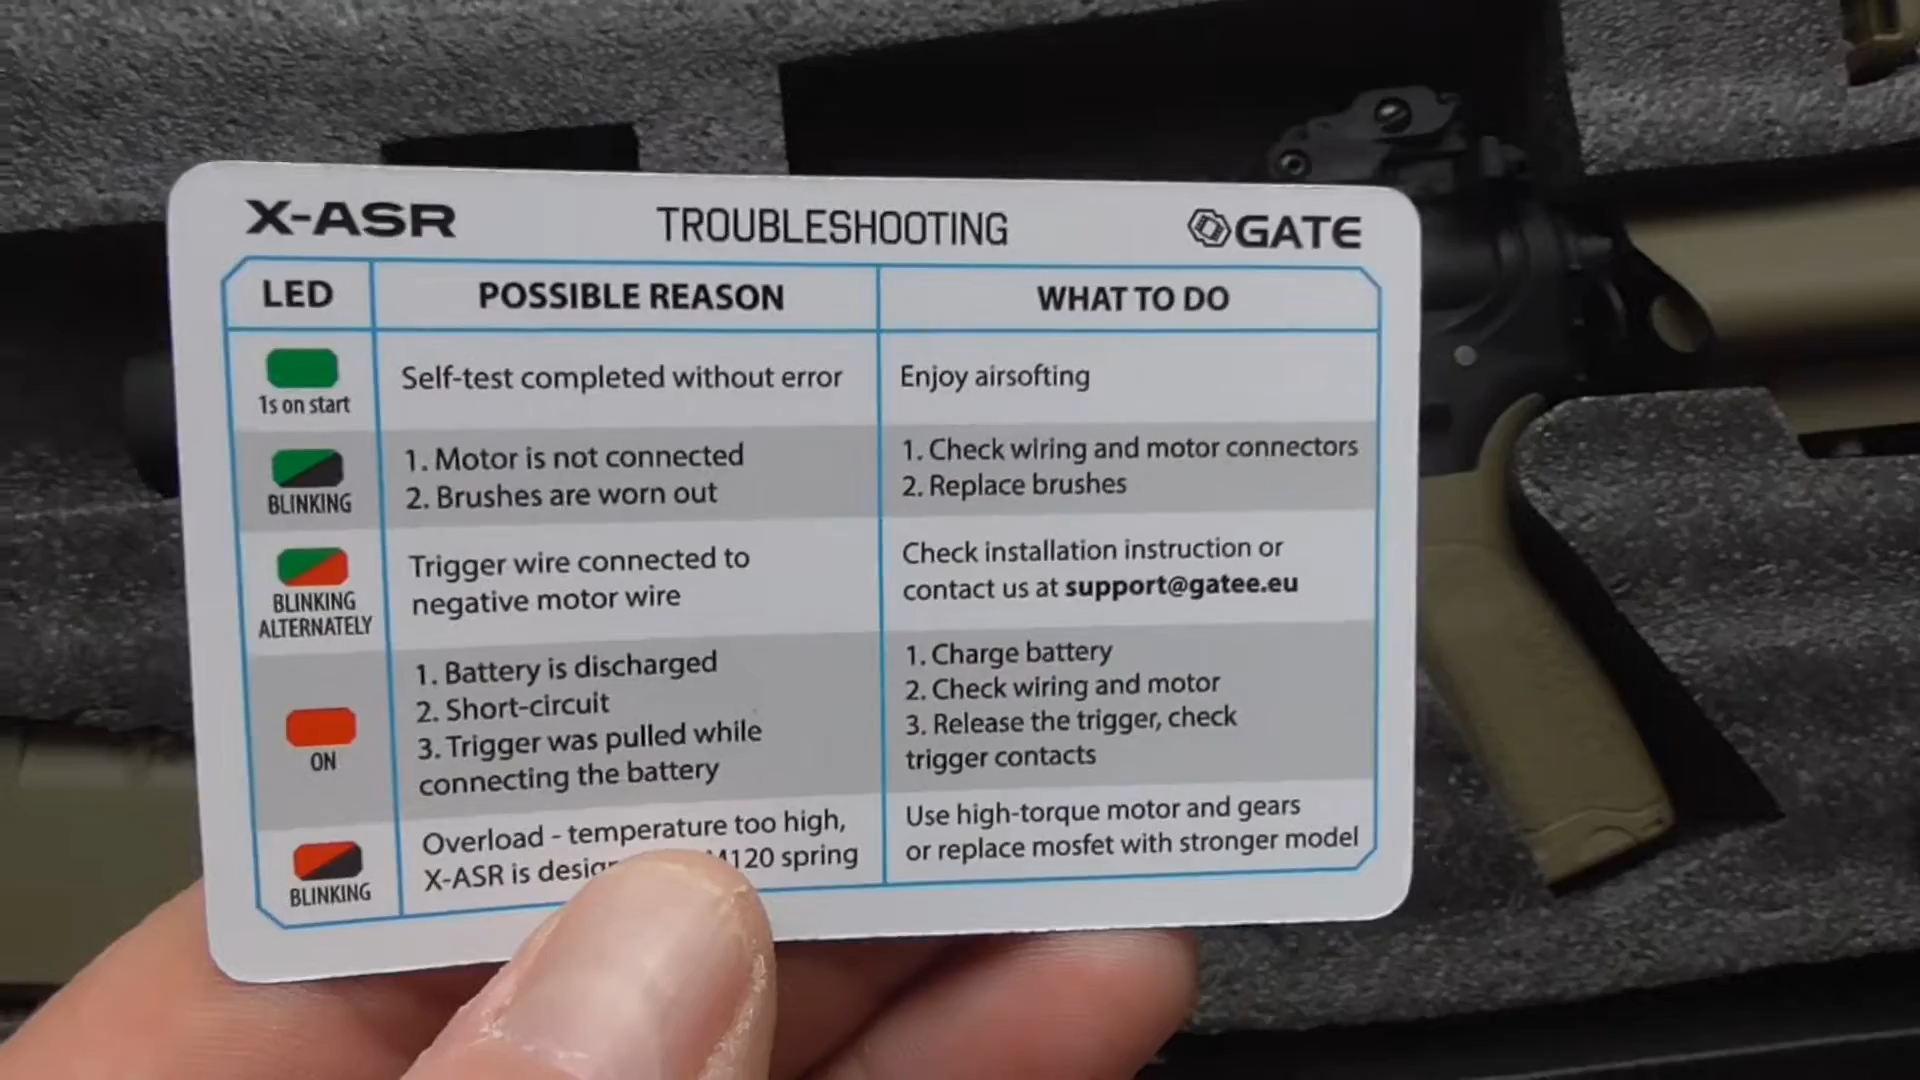 X-ASR TROUBLESHOOTING GATE
LED POSSIBLE REASON WHAT TO DO
1s on start
Self-test completed without error
Enjoy airsofting
BLINKING
1. Motor is not connected
2. Brushes are worn out
1. Check wiring and motor connectors
2. Replace brushes
BLINKING
ALTERNATELY
Trigger wire connected to
negative motor wire
Check installation instruction or
contact us at support@gatee.eu
ON
1. Battery is discharged
2. Short-circuit
3. Trigger was pulled while
connecting the battery
1. Charge battery
2. Check wiring and motor
3. Release the trigger, check
trigger contacts
BLINKING
Overload - temperature too high,
X-ASR is M120 spring
Use high-torque motor and gears
or replace mosfet with stronger model